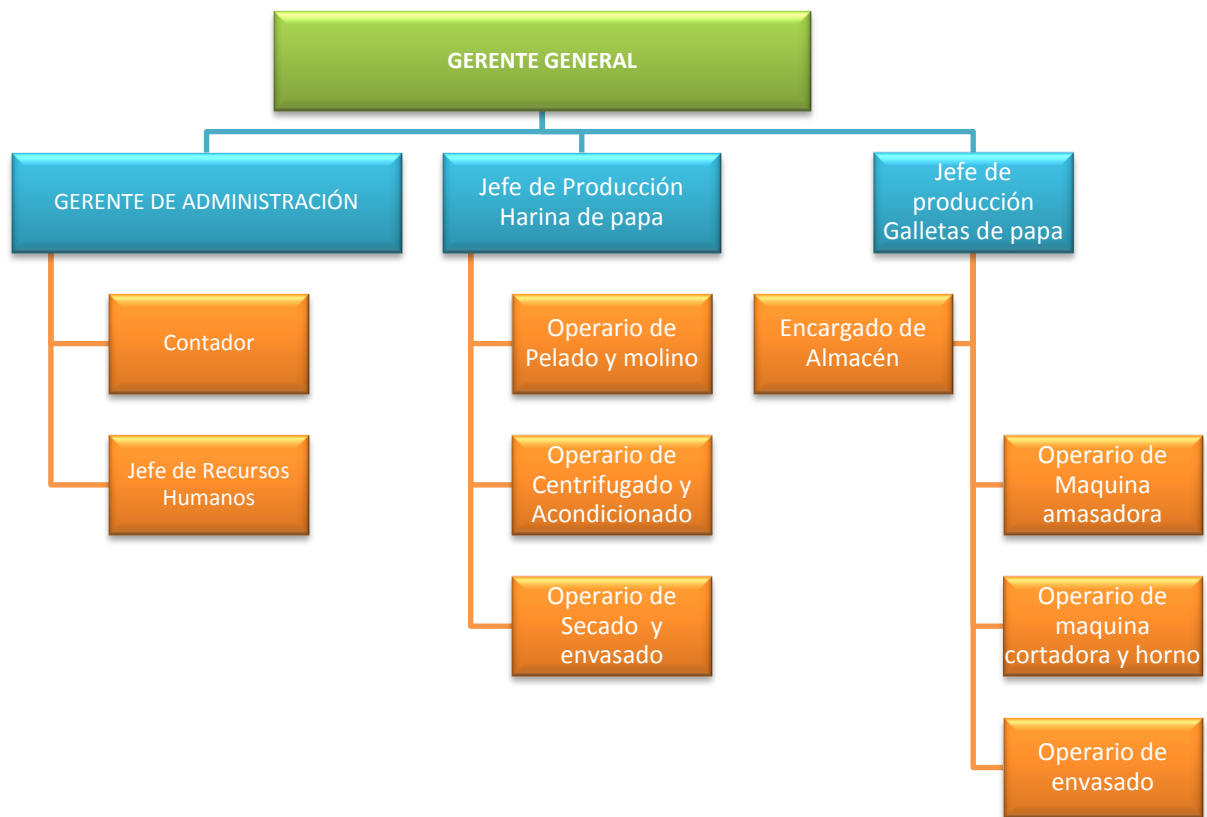 GERENTE GENERAL
GERENTE DE ADMINISTRACIÓN
Jefe de Producción
Harina de papa
Jefe de
producción
Galletas de papa
Contador
Jefe de Recursos
Humanos
Operario de
Pelado y molino
Operario de
Centrifugado y
Acondicionado
Operario de
Secado y
envasado
Encargado de
Almacén
Operario de
Maquina
amasadora
Operario de
maquina
cortadora y horno
Operario de
envasado